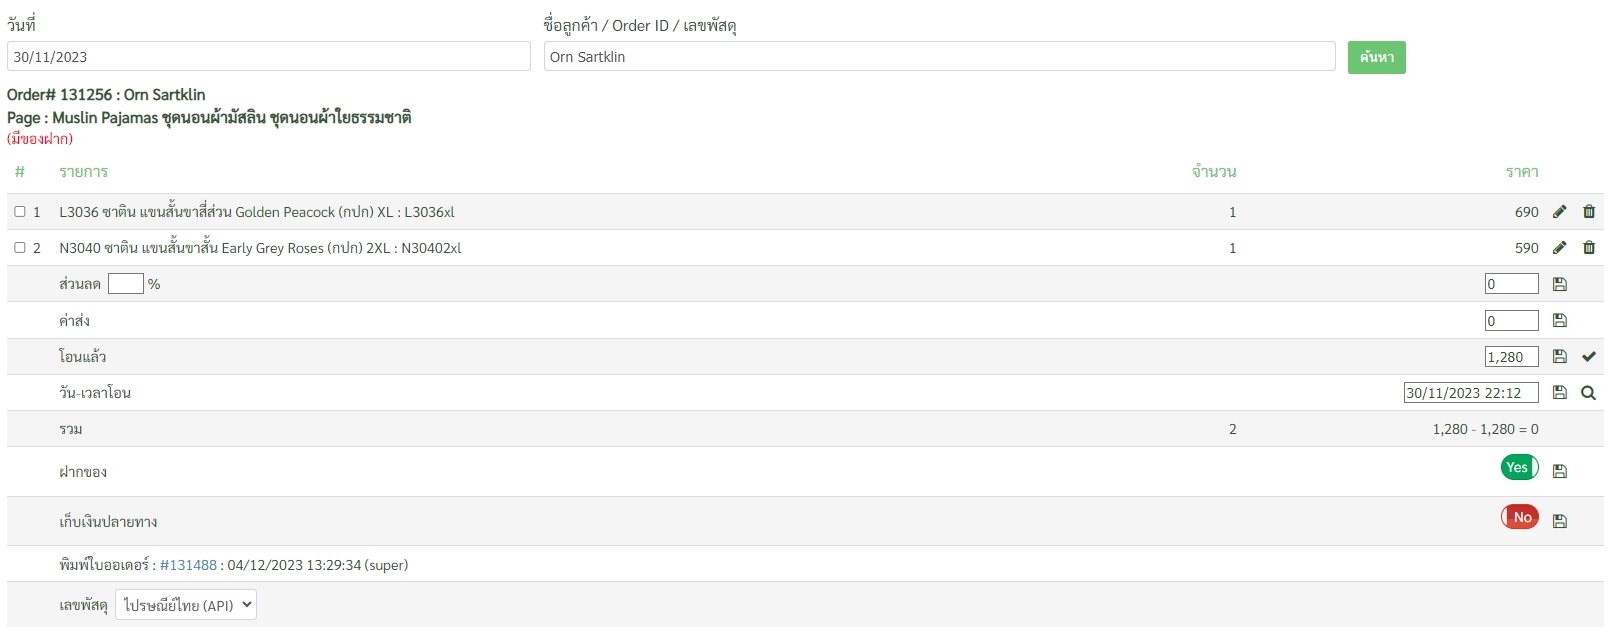 วันที่ ชื่อลูกค้า / Order ID / เลขพัสดุ
30/11/2023 Orn Sartklin ค้นหา
Order# 131256 : Orn Sartklin
Page : Muslin Pajamas ชุดนอนผ้ามัสลิน ชุดนอนผ้าใยธรรมชาติ
(มีของฝาก)
# รายการ จำนวน ราคา
1 L3036 ซาติน แขนสั้นขาสี่ส่วน Golden Peacock (กปก) XL : L3036xl 1 690
2 N3040 ซาติน แขนสั้นขาสั้น Early Grey Roses (กปก) 2XL : N30402xl 1 590
ส่วนลด % 0
ค่าส่ง 0
โอนแล้ว 1,280
วัน-เวลาโอน 30/11/2023 22:12
รวม 2 1,280 - 1,280 = 0
ฝากของ Yes
เก็บเงินปลายทาง No
พิมพ์ใบออเดอร์ : #131488 : 04/12/2023 13:29:34 (super)
เลขพัสดุ ไปรษณีย์ไทย (API)